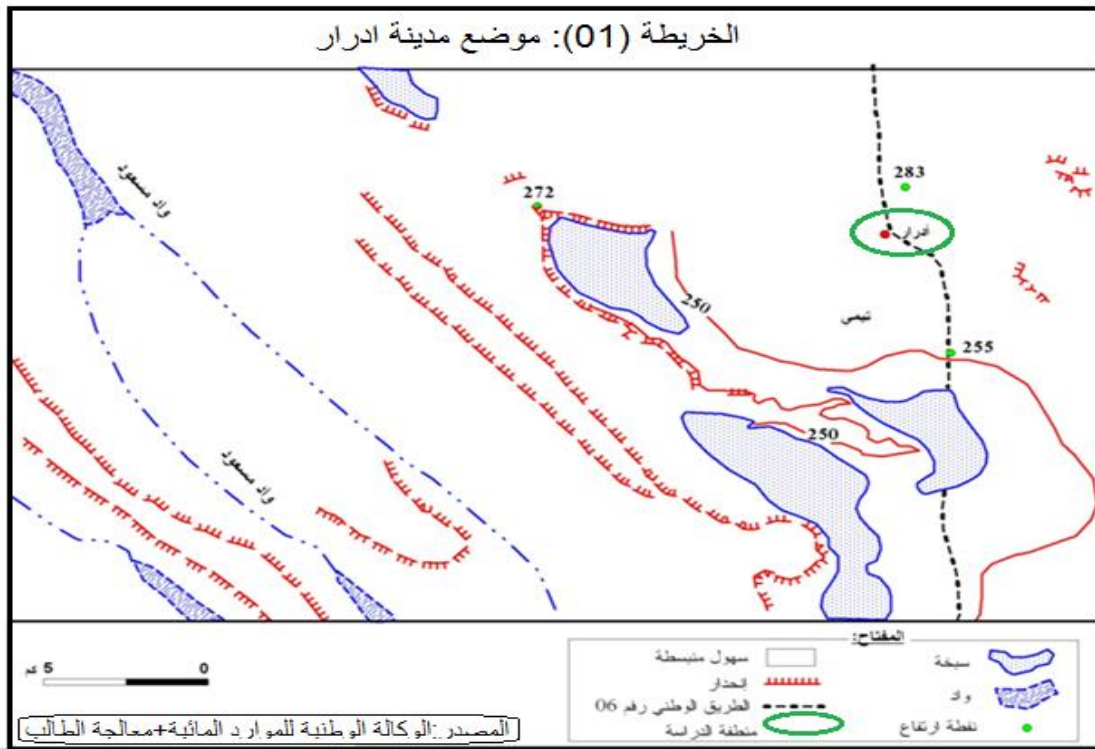 الخريطة (01): موضع مدينة ادرار
واد مسعود
283
272
أدرار
250
تيمي
255
250
واد مسعود
المفتاح:
سبخة
سهول منبسطة
إنحدار
واد
الطريق الوطني رقم 06
نقطة ارتفاع
منطقة الدراسة
0
5 كم
المصدر:الوكالة الوطنية للموارد المائية+معالجة الطالب